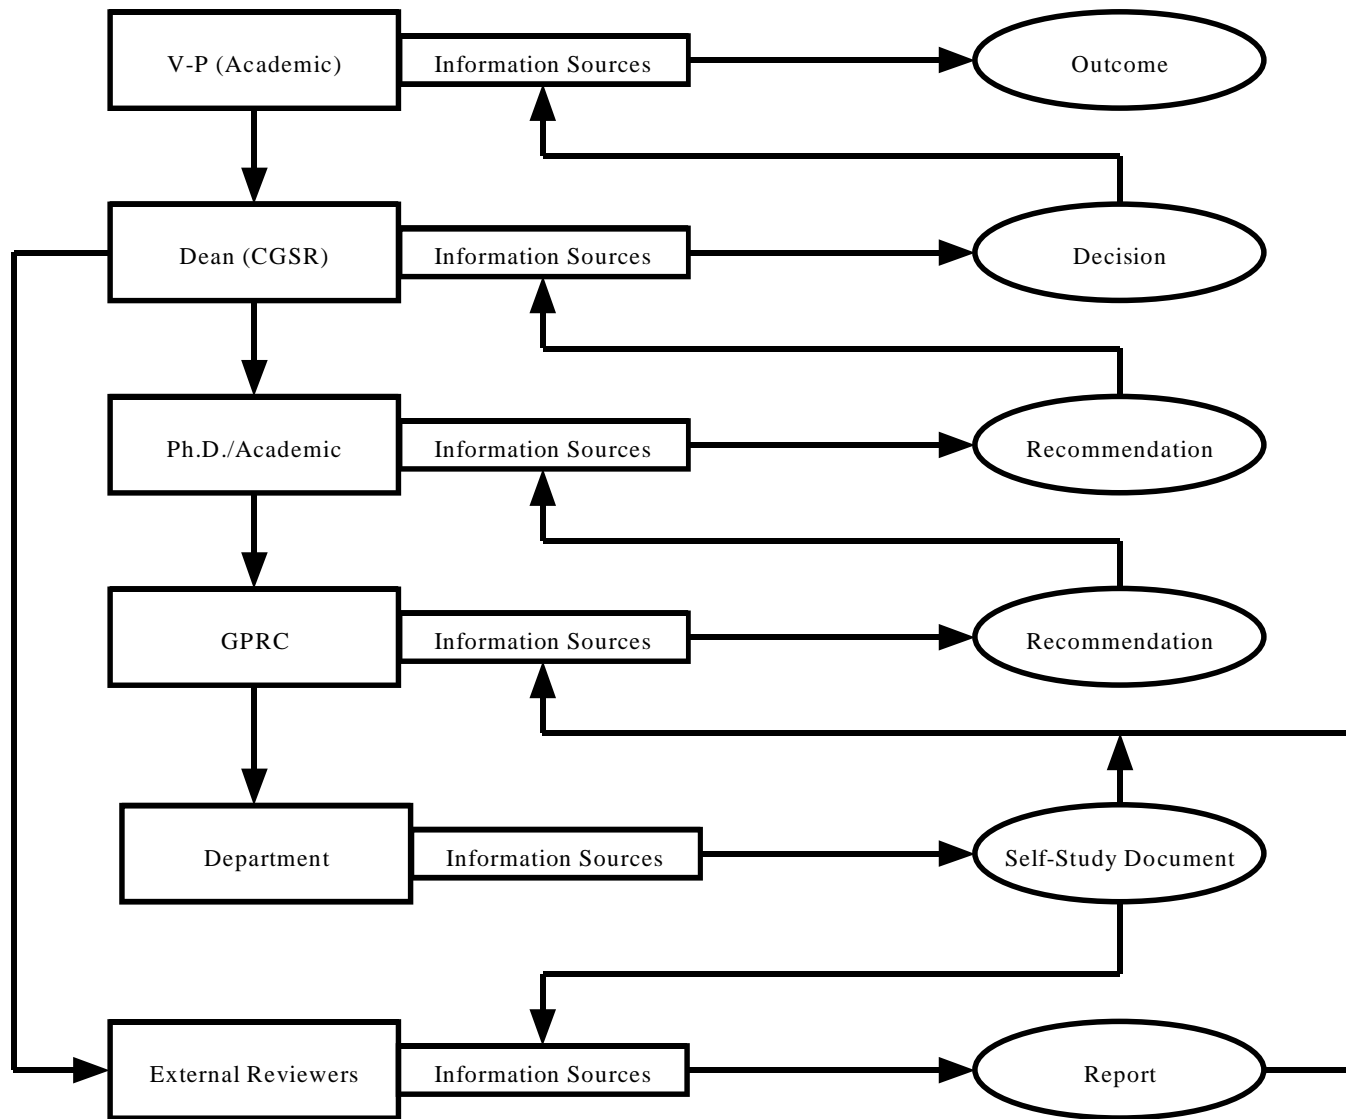 V-P (Academic) Information Sources Outcome
Dean (CGSR) Information Sources Decision
Ph.D./Academic Information Sources Recommendation
GPRC Information Sources Recommendation
Department Information Sources Self-Study Document
External Reviewers Information Sources Report